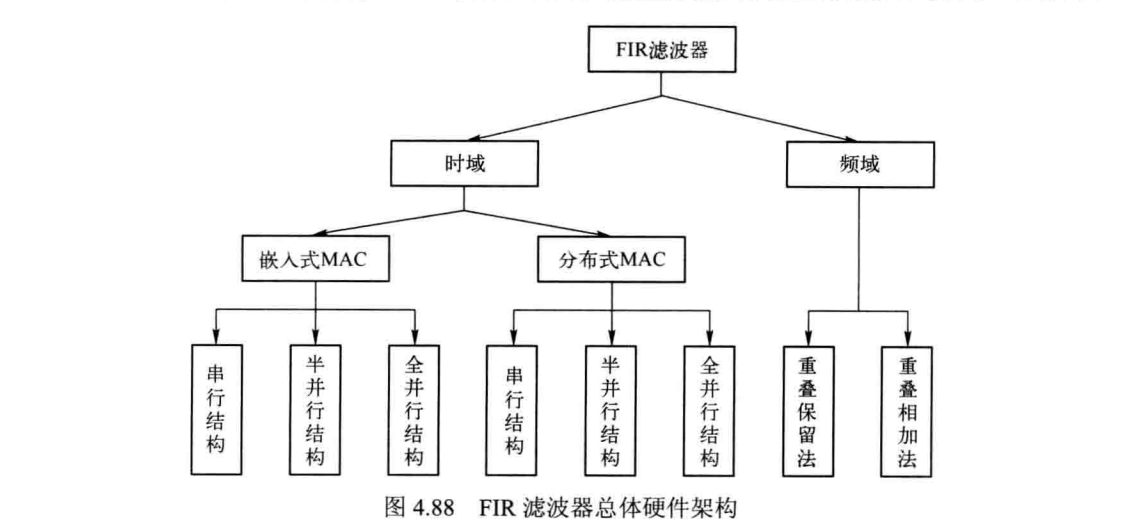 FIR滤波器
时域
频域
嵌入式MAC
分布式MAC
串行结构
半并行结构
全并行结构
串行结构
半并行结构
全并行结构
重叠保留法
重叠相加法
图 4.88 FIR 滤波器总体硬件架构